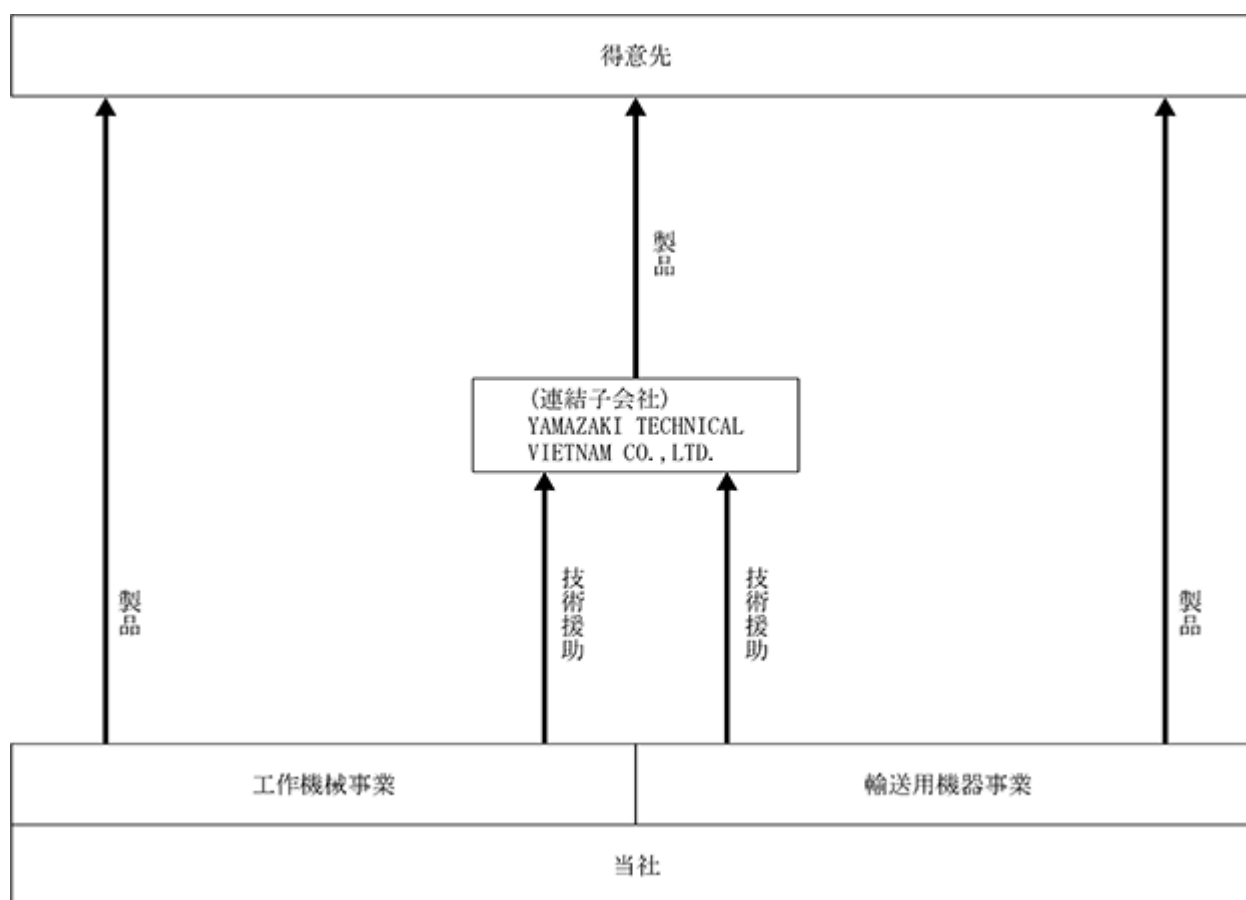 得意先
製品
(連結子会社)
YAMAZAKI TECHNICAL
VIETNAM CO.,LTD.
製品
技術援助
技術援助
製品
工作機械事業
輸送用機器事業
当社